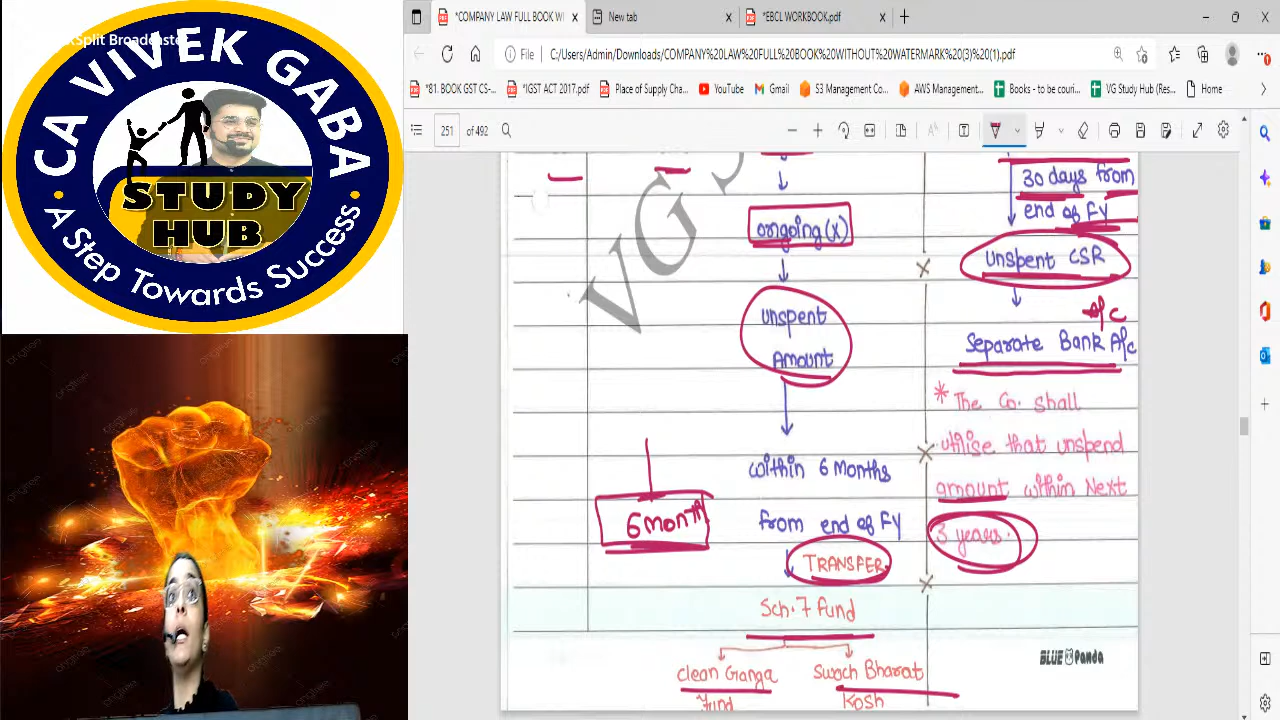 CA VIVEK GABA
STUDY
HUB
A Step Towards Success
Split Broadcaster
*COMPANY LAW FULL BOOK WI
New tab
*EBCL WORKBOOK.pdf
File
C:/Users/Admin/Downloads/COMPANY%20LAW%20FULL%20BOOK%20WITHOUT%20WATERMARK%20(3)%20(1).pdf
*81. BOOK GST CS-...
*IGST ACT 2017.pdf
Place of Supply Cha...
YouTube
Gmail
S3 Management Co...
AWS Management...
Books - to be couri...
CA Study Hub (Res...
Home
251
of 492
VG
ongoing (x)
unspent
Amount
within 6 Months
from end of FY
TRANSFER
Sch. 7 Fund
clean Ganga
Fund
Swach Bharat
Kosh
6 month
30 days from
end of FY
Unspent CSR
a/c
Separate Bank A/c
* The Co. shall
utilise that unspend
amount within Next
3 years.
BLUE Panda